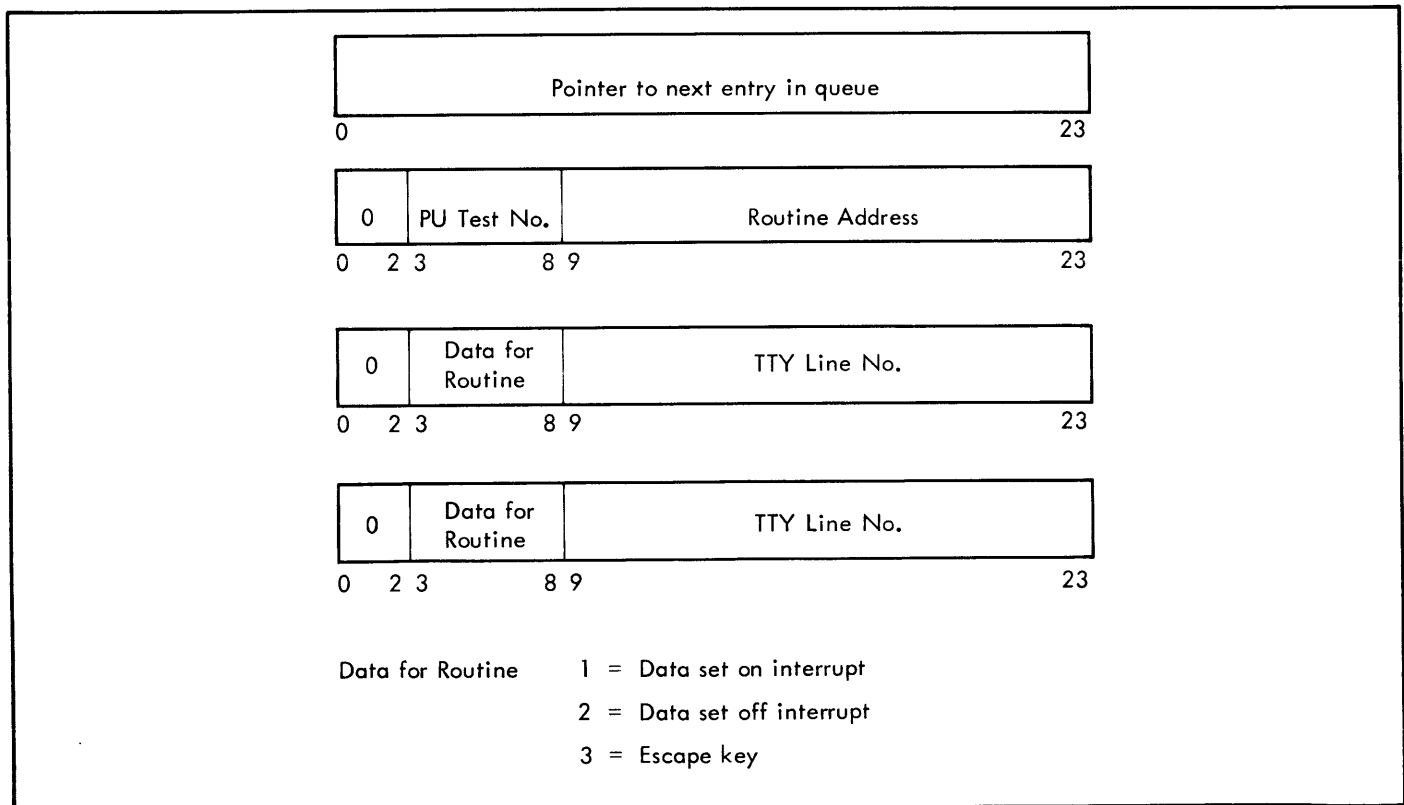 Pointer to next entry in queue
0 23
0 PU Test No. Routine Address
0 2 3 8 9 23
0 Data for Routine TTY Line No.
0 2 3 8 9 23
0 Data for Routine TTY Line No.
0 2 3 8 9 23
Data for Routine 1 = Data set on interrupt
2 = Data set off interrupt
3 = Escape key